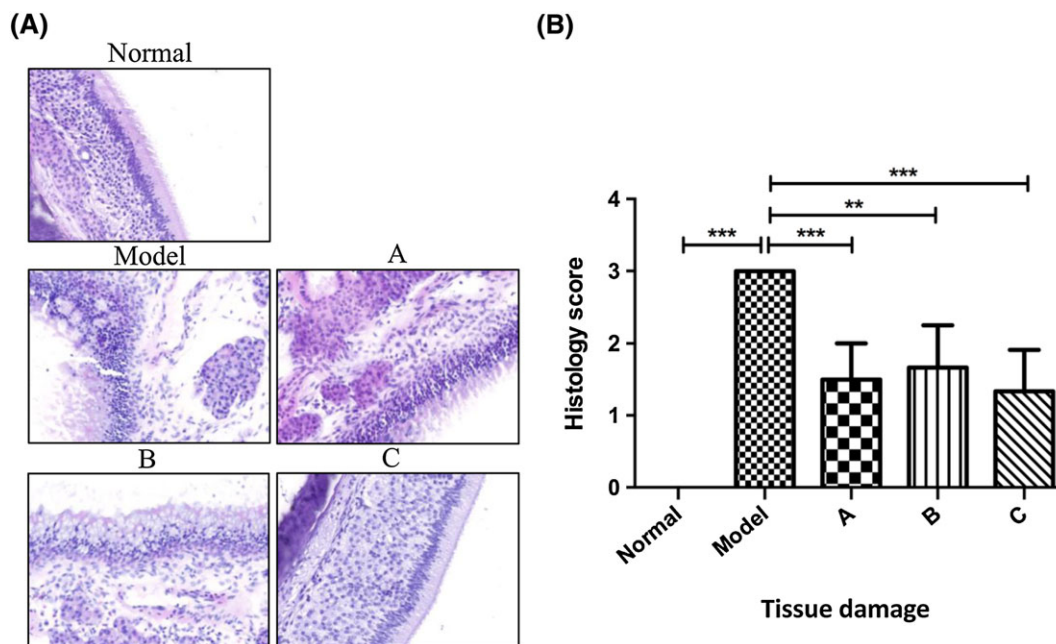 (A)
Normal
Model
A
B
C
(B)
***
**
***
***
4
3
2
1
0
Histology score
Normal
Model
A
B
C
Tissue damage